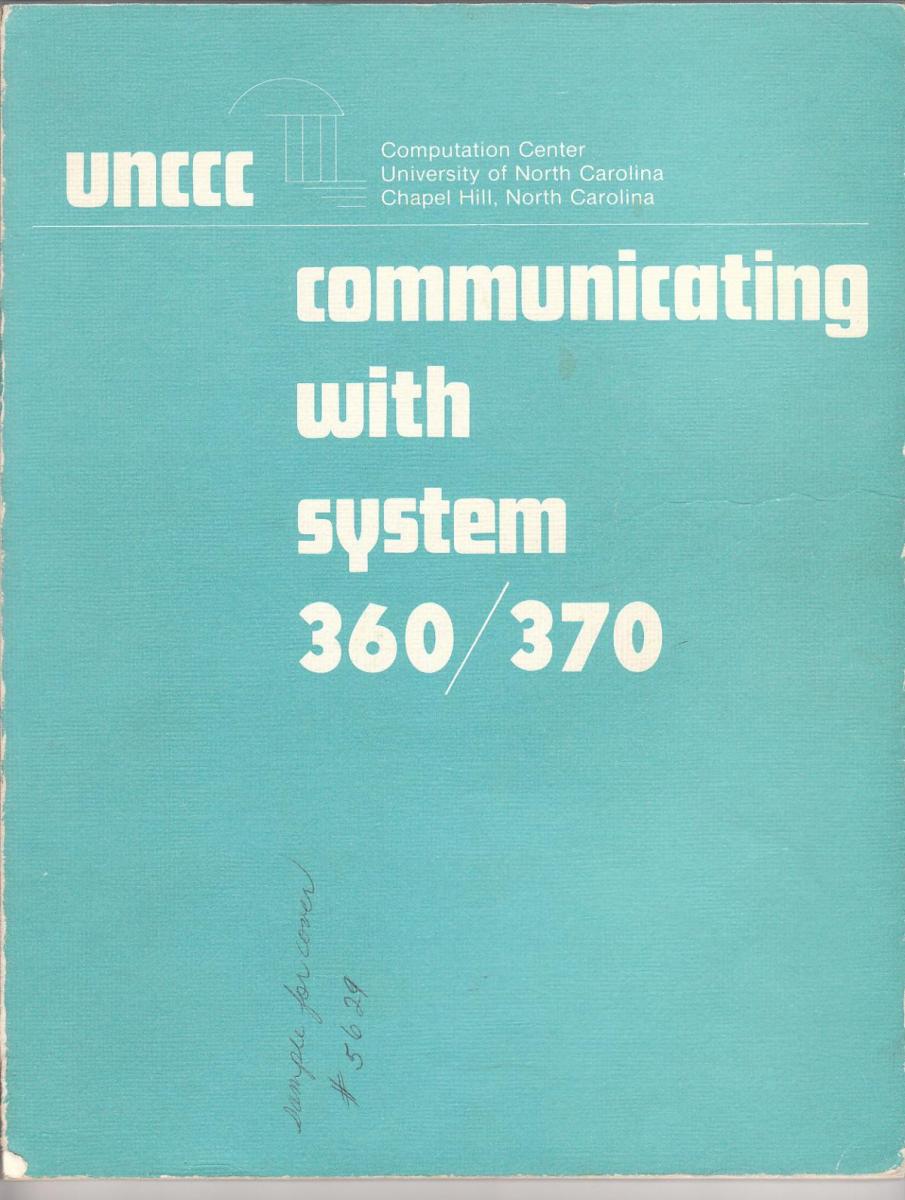 unccc
Computation Center
University of North Carolina
Chapel Hill, North Carolina
communicating
with
system
360/370
sample for cover
# 5629